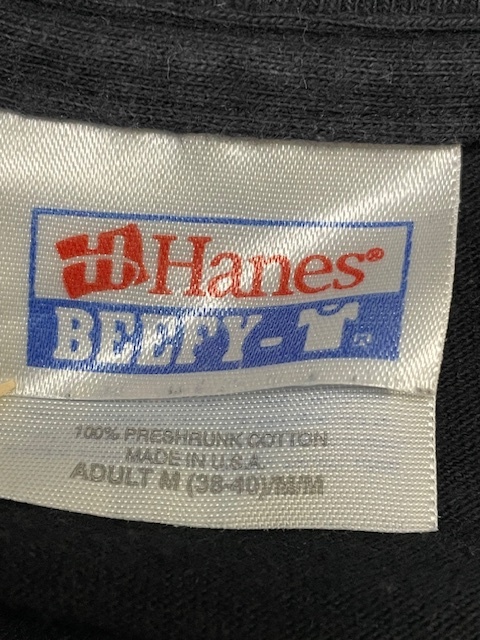 Hanes®
BEEFY-
®
100% PRESHRUNK COTTON
MADE IN U.S.A.
ADULT M (38-40)/M/M